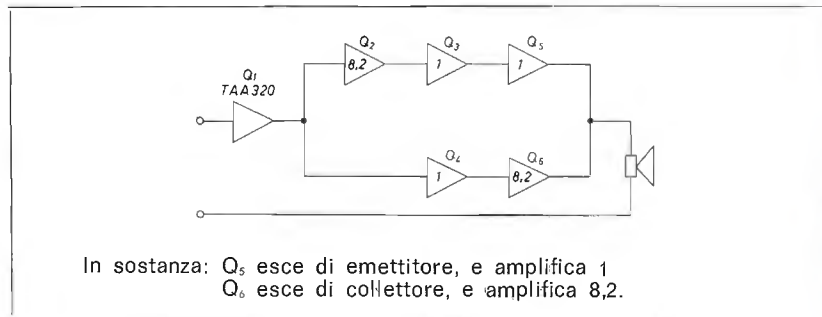 Q₂
Q₃
Q₅
8,2
1
1
Q₁
TAA320
Q₄
Q₆
1
8,2
In sostanza: Q₅ esce di emettitore, e amplifica 1
Q₆ esce di collettore, e amplifica 8,2.